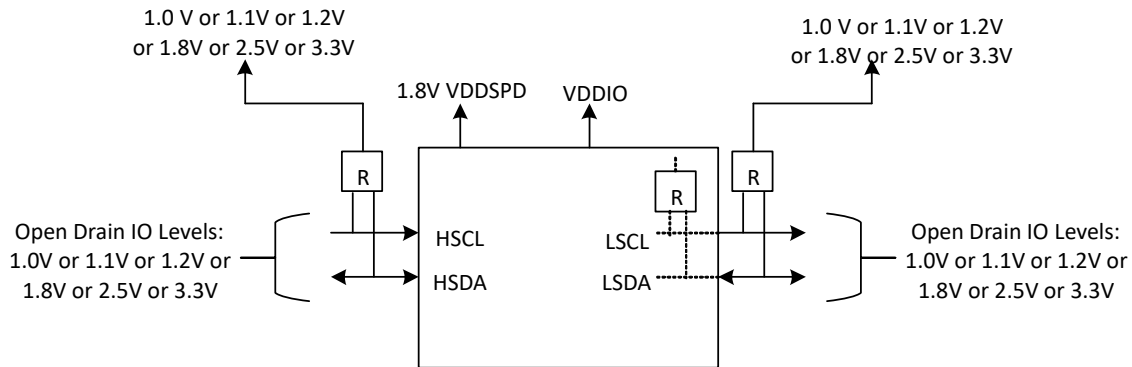 1.0 V or 1.1V or 1.2V
or 1.8V or 2.5V or 3.3V
1.0 V or 1.1V or 1.2V
or 1.8V or 2.5V or 3.3V
1.8V VDDSPD
VDDIO
R
R
R
Open Drain IO Levels:
1.0V or 1.1V or 1.2V or
1.8V or 2.5V or 3.3V
HSCL
HSDA
LSCL
LSDA
Open Drain IO Levels:
1.0V or 1.1V or 1.2V or
1.8V or 2.5V or 3.3V